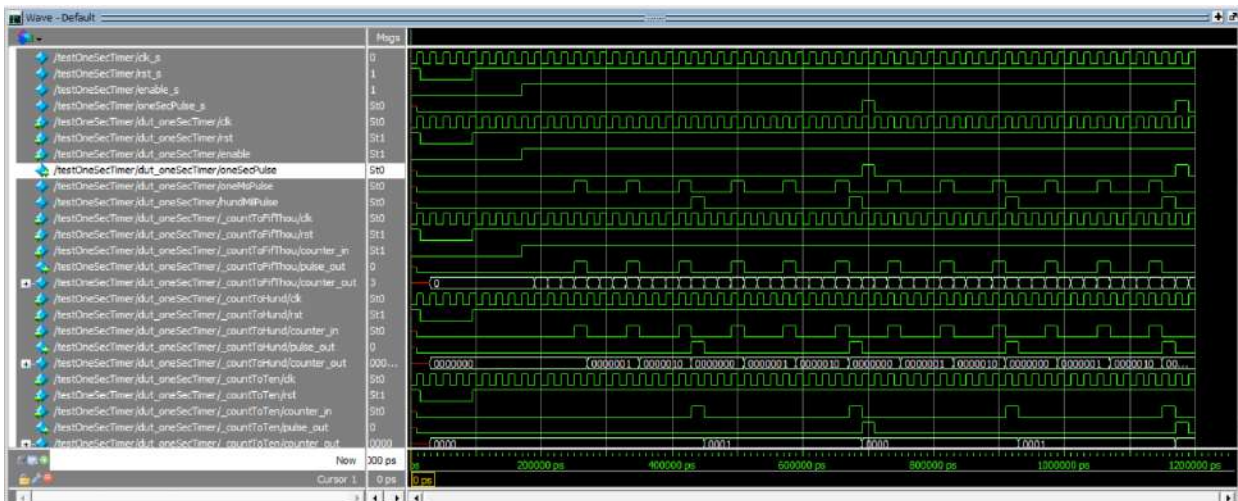 Wave - Default
Msgs
/testOneSecTimer/clk_s 0
/testOneSecTimer/rst_s 1
/testOneSecTimer/enable_s 1
/testOneSecTimer/oneSecPulse_s St0
/testOneSecTimer/dut_oneSecTimer/clk St0
/testOneSecTimer/dut_oneSecTimer/rst St1
/testOneSecTimer/dut_oneSecTimer/enable St1
/testOneSecTimer/dut_oneSecTimer/oneSecPulse St0
/testOneSecTimer/dut_oneSecTimer/oneMsPulse St0
/testOneSecTimer/dut_oneSecTimer/hundMilPulse St0
/testOneSecTimer/dut_oneSecTimer/_countToFifThou/clk St0
/testOneSecTimer/dut_oneSecTimer/_countToFifThou/rst St1
/testOneSecTimer/dut_oneSecTimer/_countToFifThou/counter_in St1
/testOneSecTimer/dut_oneSecTimer/_countToFifThou/pulse_out 0
/testOneSecTimer/dut_oneSecTimer/_countToFifThou/counter_out 3 0
/testOneSecTimer/dut_oneSecTimer/_countToHund/clk St0
/testOneSecTimer/dut_oneSecTimer/_countToHund/rst St1
/testOneSecTimer/dut_oneSecTimer/_countToHund/counter_in St0
/testOneSecTimer/dut_oneSecTimer/_countToHund/pulse_out 0
/testOneSecTimer/dut_oneSecTimer/_countToHund/counter_out 000... 0000000 0000001 0000010 0000000 0000001 0000010 0000000 0000001 0000010 0000000 0000001 0000010 00...
/testOneSecTimer/dut_oneSecTimer/_countToTen/clk St0
/testOneSecTimer/dut_oneSecTimer/_countToTen/rst St1
/testOneSecTimer/dut_oneSecTimer/_countToTen/counter_in St0
/testOneSecTimer/dut_oneSecTimer/_countToTen/pulse_out 0
/testOneSecTimer/dut_oneSecTimer/_countToTen/counter_out 0000 0000 0001 0000 0001
Now 000 ps ps 200000 ps 400000 ps 600000 ps 800000 ps 1000000 ps 1200000 ps
Cursor 1 0 ps 0 ps